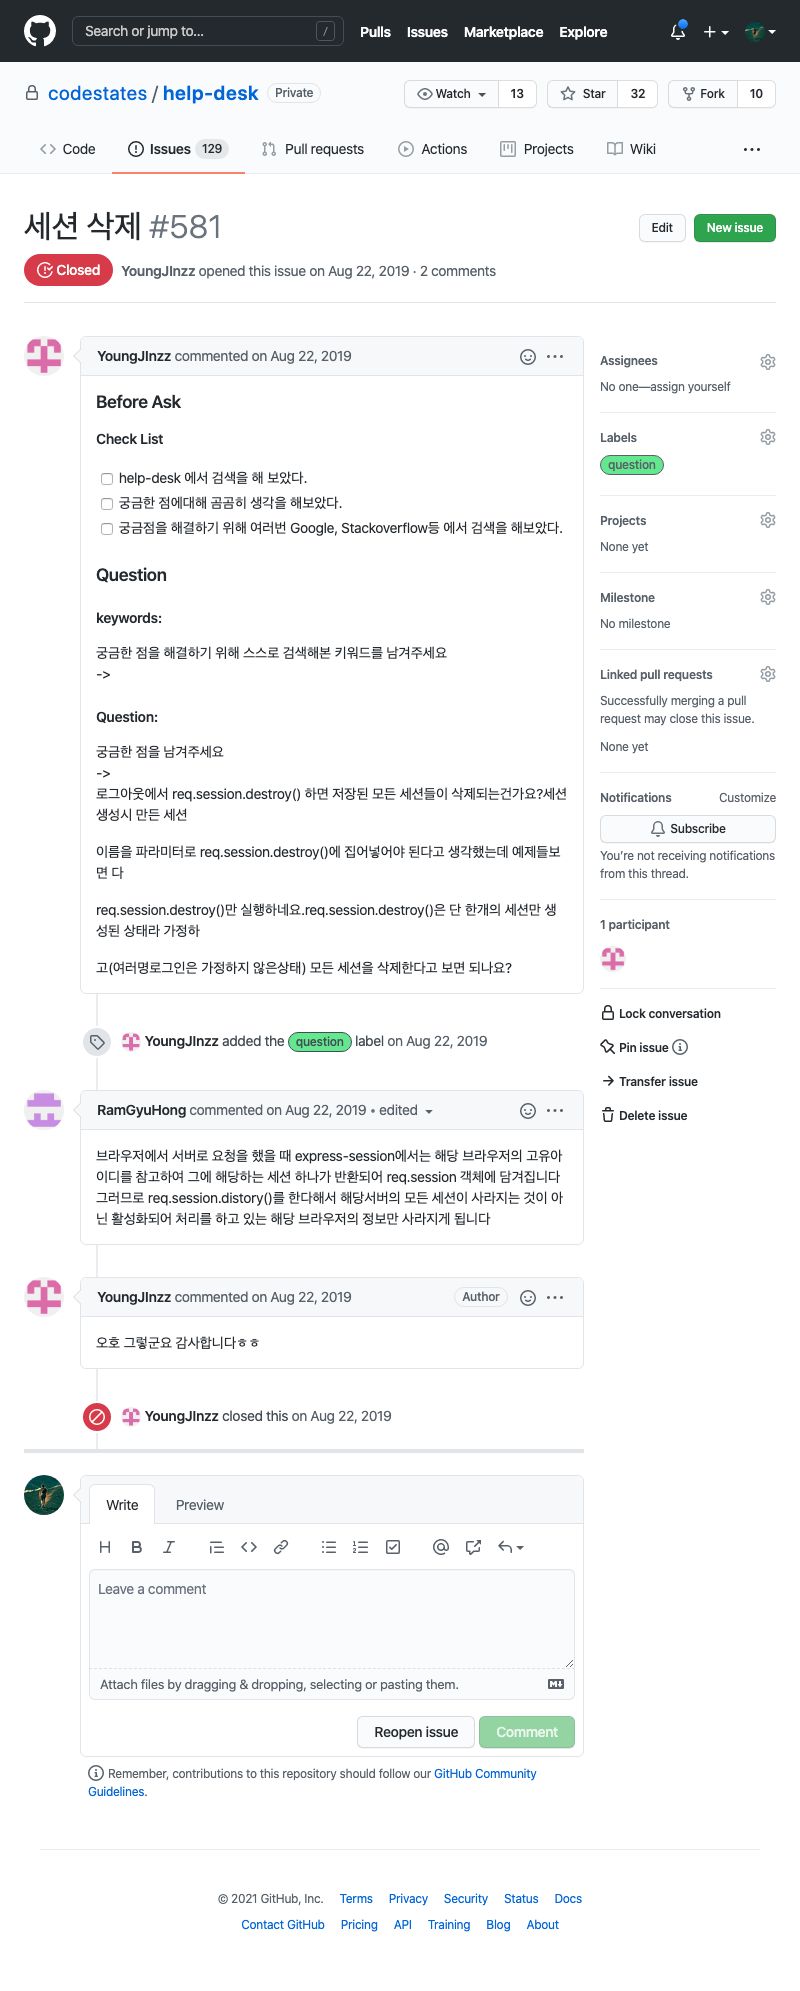 Search or jump to... /
Pulls Issues Marketplace Explore
codestates / help-desk Private
Watch 13 Star 32 Fork 10
Code Issues 129 Pull requests Actions Projects Wiki
세션 삭제 #581
Edit New issue
Closed YoungJInzz opened this issue on Aug 22, 2019 · 2 comments
YoungJInzz commented on Aug 22, 2019
Before Ask
Check List
help-desk 에서 검색을 해 보았다.
궁금한 점에대해 곰곰히 생각을 해보았다.
궁금점을 해결하기 위해 여러번 Google, Stackoverflow등 에서 검색을 해보았다.
Question
keywords:
궁금한 점을 해결하기 위해 스스로 검색해본 키워드를 남겨주세요
->
Question:
궁금한 점을 남겨주세요
->
로그아웃에서 req.session.destroy() 하면 저장된 모든 세션들이 삭제되는건가요?세션
생성시 만든 세션
이름을 파라미터로 req.session.destroy()에 집어넣어야 된다고 생각했는데 예제들보
면 다
req.session.destroy()만 실행하네요.req.session.destroy()은 단 한개의 세션만 생
성된 상태라 가정하
고(여러명로그인은 가정하지 않은상태) 모든 세션을 삭제한다고 보면 되나요?
YoungJInzz added the question label on Aug 22, 2019
RamGyuHong commented on Aug 22, 2019 • edited
브라우저에서 서버로 요청을 했을 때 express-session에서는 해당 브라우저의 고유아
이디를 참고하여 그에 해당하는 세션 하나가 반환되어 req.session 객체에 담겨집니다
그러므로 req.session.distory()를 한다해서 해당서버의 모든 세션이 사라지는 것이 아
닌 활성화되어 처리를 하고 있는 해당 브라우저의 정보만 사라지게 됩니다
YoungJInzz commented on Aug 22, 2019 Author
오호 그렇군요 감사합니다ㅎㅎ
YoungJInzz closed this on Aug 22, 2019
Write Preview
H B I
Leave a comment
Attach files by dragging & dropping, selecting or pasting them.
Reopen issue Comment
Remember, contributions to this repository should follow our GitHub Community
Guidelines.
Assignees
No one—assign yourself
Labels
question
Projects
None yet
Milestone
No milestone
Linked pull requests
Successfully merging a pull
request may close this issue.
None yet
Notifications Customize
Subscribe
You're not receiving notifications
from this thread.
1 participant
Lock conversation
Pin issue
Transfer issue
Delete issue
© 2021 GitHub, Inc. Terms Privacy Security Status Docs
Contact GitHub Pricing API Training Blog About